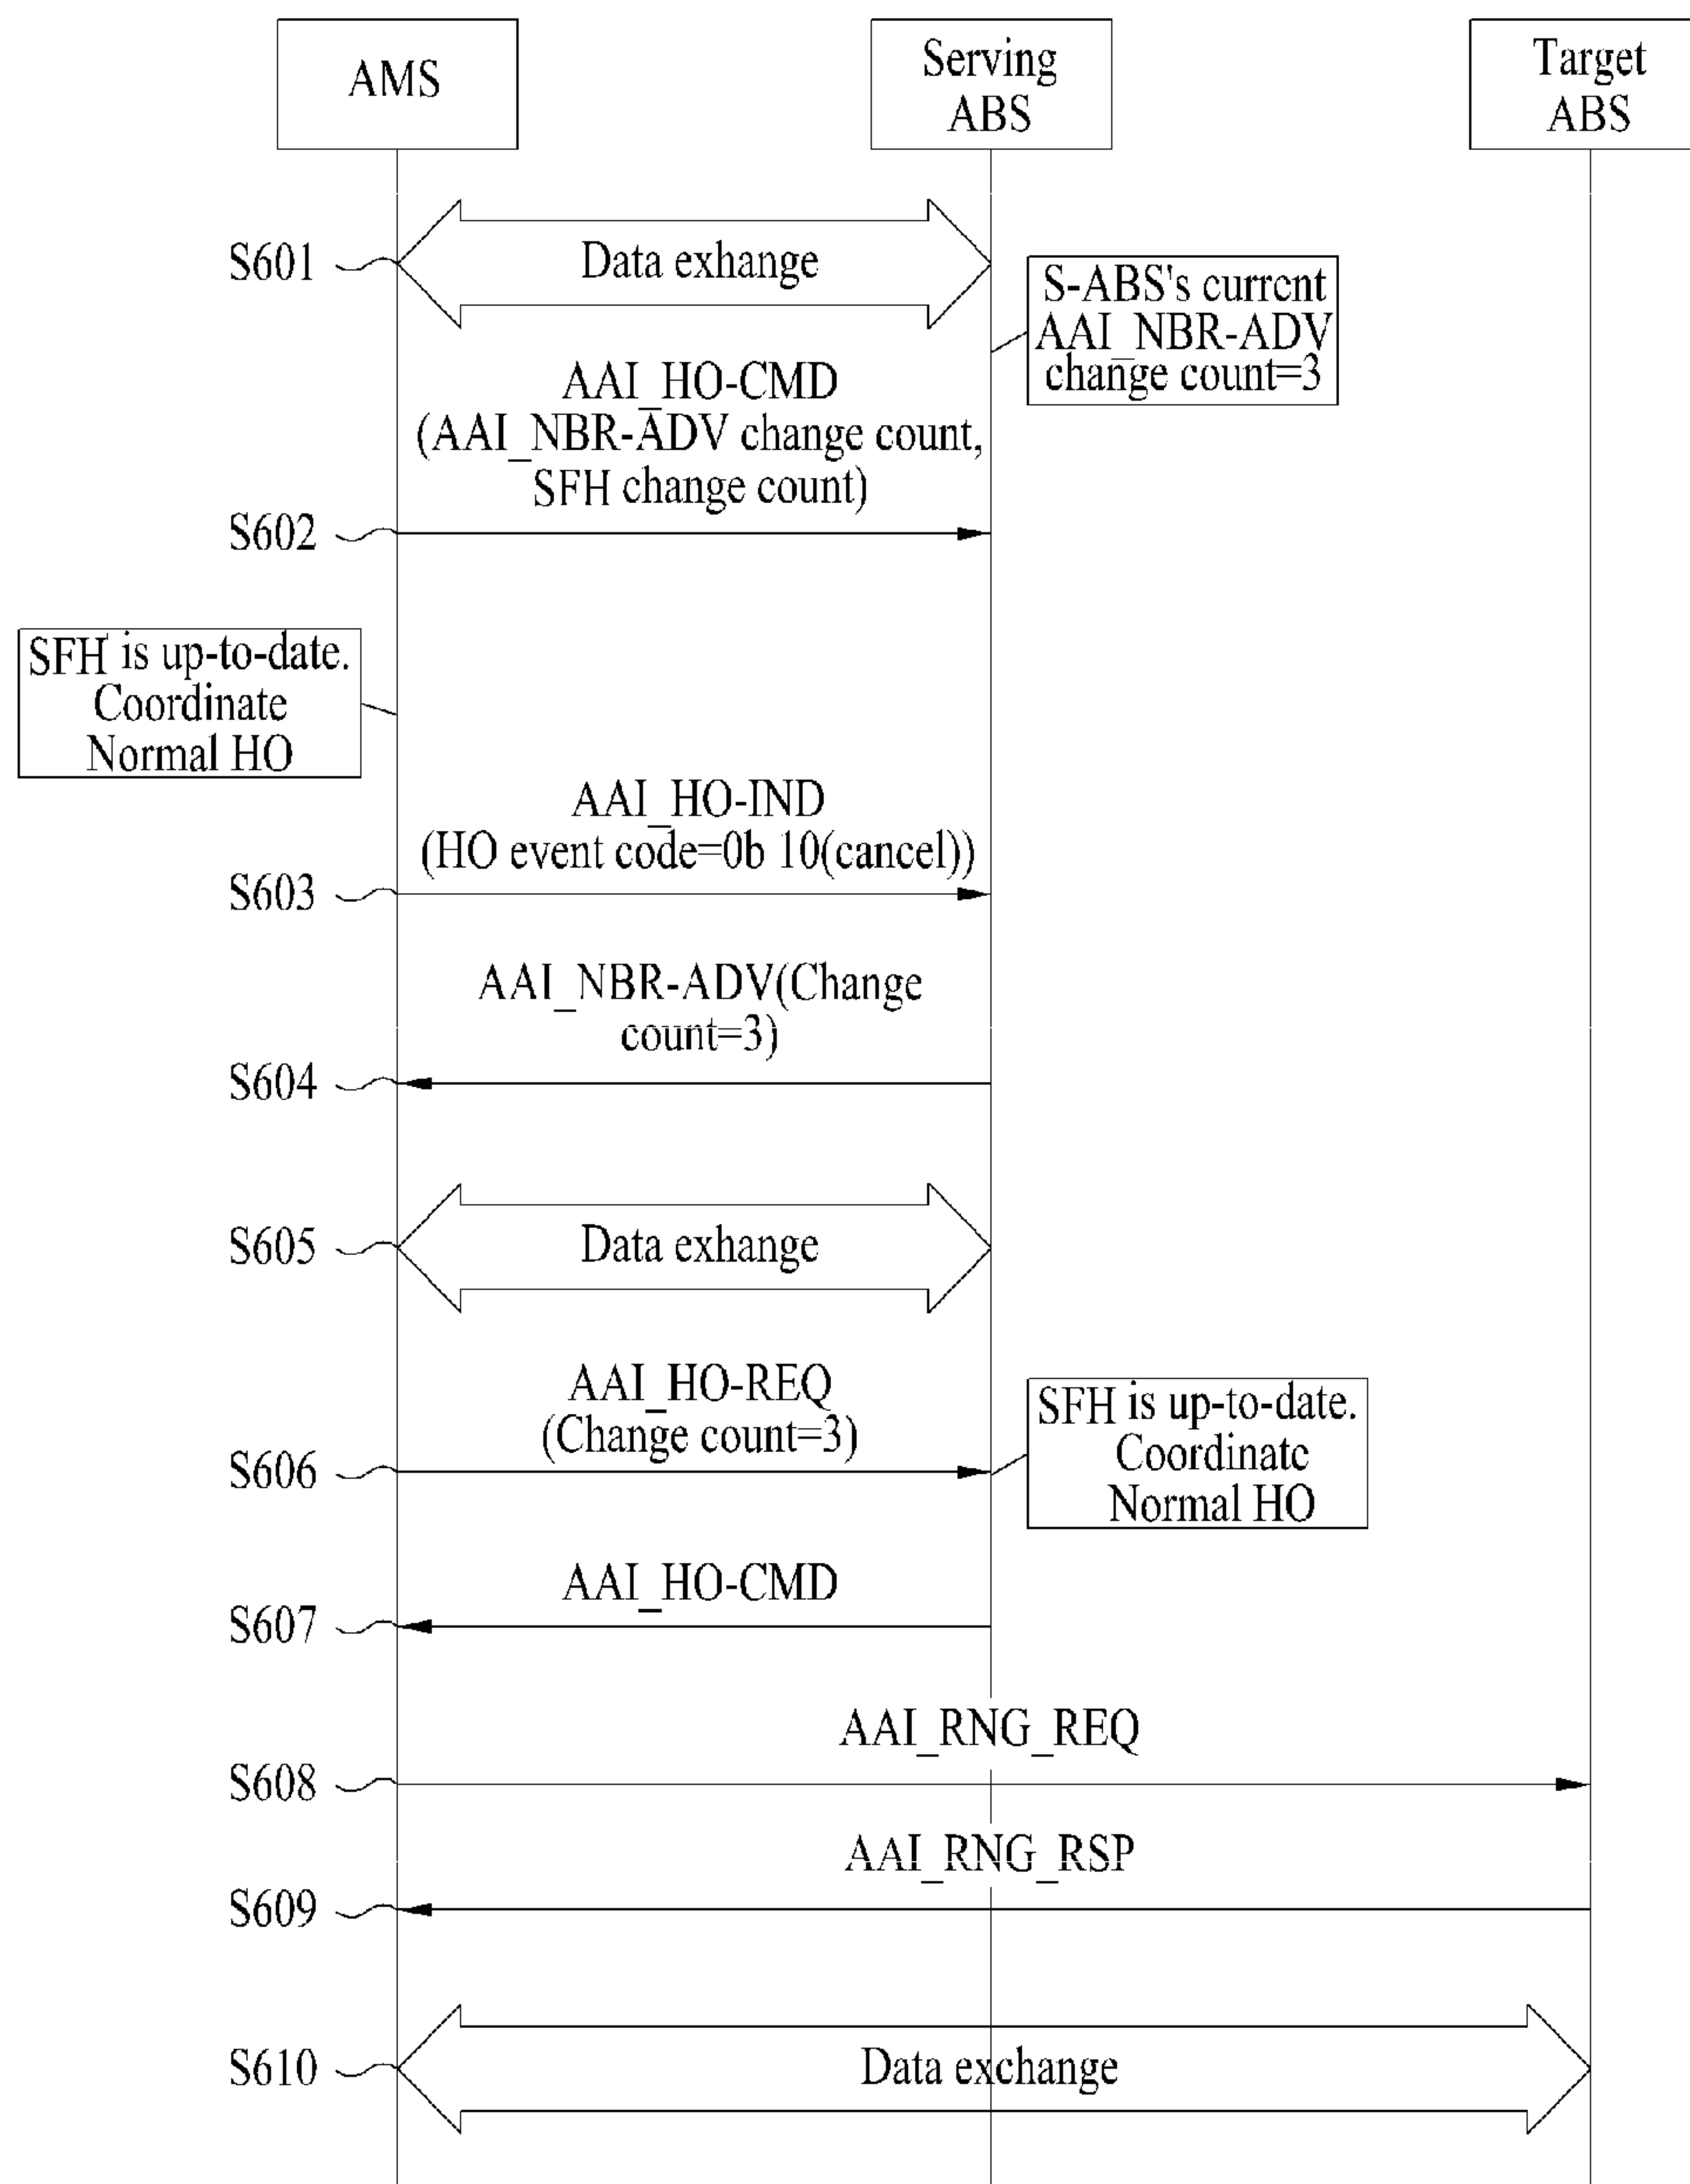 AMS
Serving
ABS
Target
ABS
S601
Data exhange
S-ABS's current
AAI_NBR-ADV
change count=3
AAI_HO-CMD
(AAI_NBR-ADV change count,
SFH change count)
S602
SFH is up-to-date.
Coordinate
Normal HO
AAI_HO-IND
(HO event code=0b 10(cancel))
S603
AAI_NBR-ADV(Change
count=3)
S604
S605
Data exhange
AAI_HO-REQ
(Change count=3)
S606
SFH is up-to-date.
Coordinate
Normal HO
AAI_HO-CMD
S607
AAI_RNG_REQ
S608
AAI_RNG_RSP
S609
S610
Data exchange